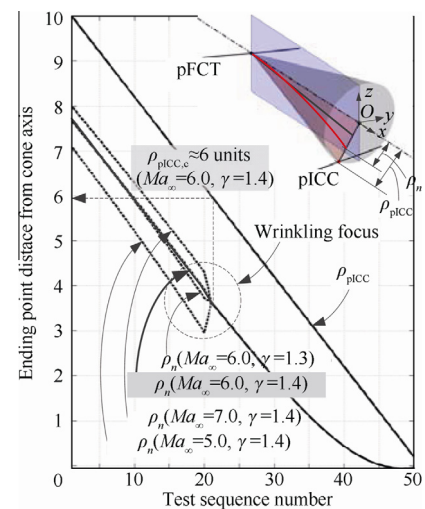 Ending point distace from cone axis
10
9
8
7
6
5
4
3
2
1
0
10
20
30
40
50
Test sequence number
pFCT
pICC
z
O
y
x
ρn
ρpICC
ρpICC,c≈6 units
(Ma∞=6.0, γ=1.4)
Wrinkling focus
ρpICC
ρn(Ma∞=6.0, γ=1.3)
ρn(Ma∞=6.0, γ=1.4)
ρn(Ma∞=7.0, γ=1.4)
ρn(Ma∞=5.0, γ=1.4)